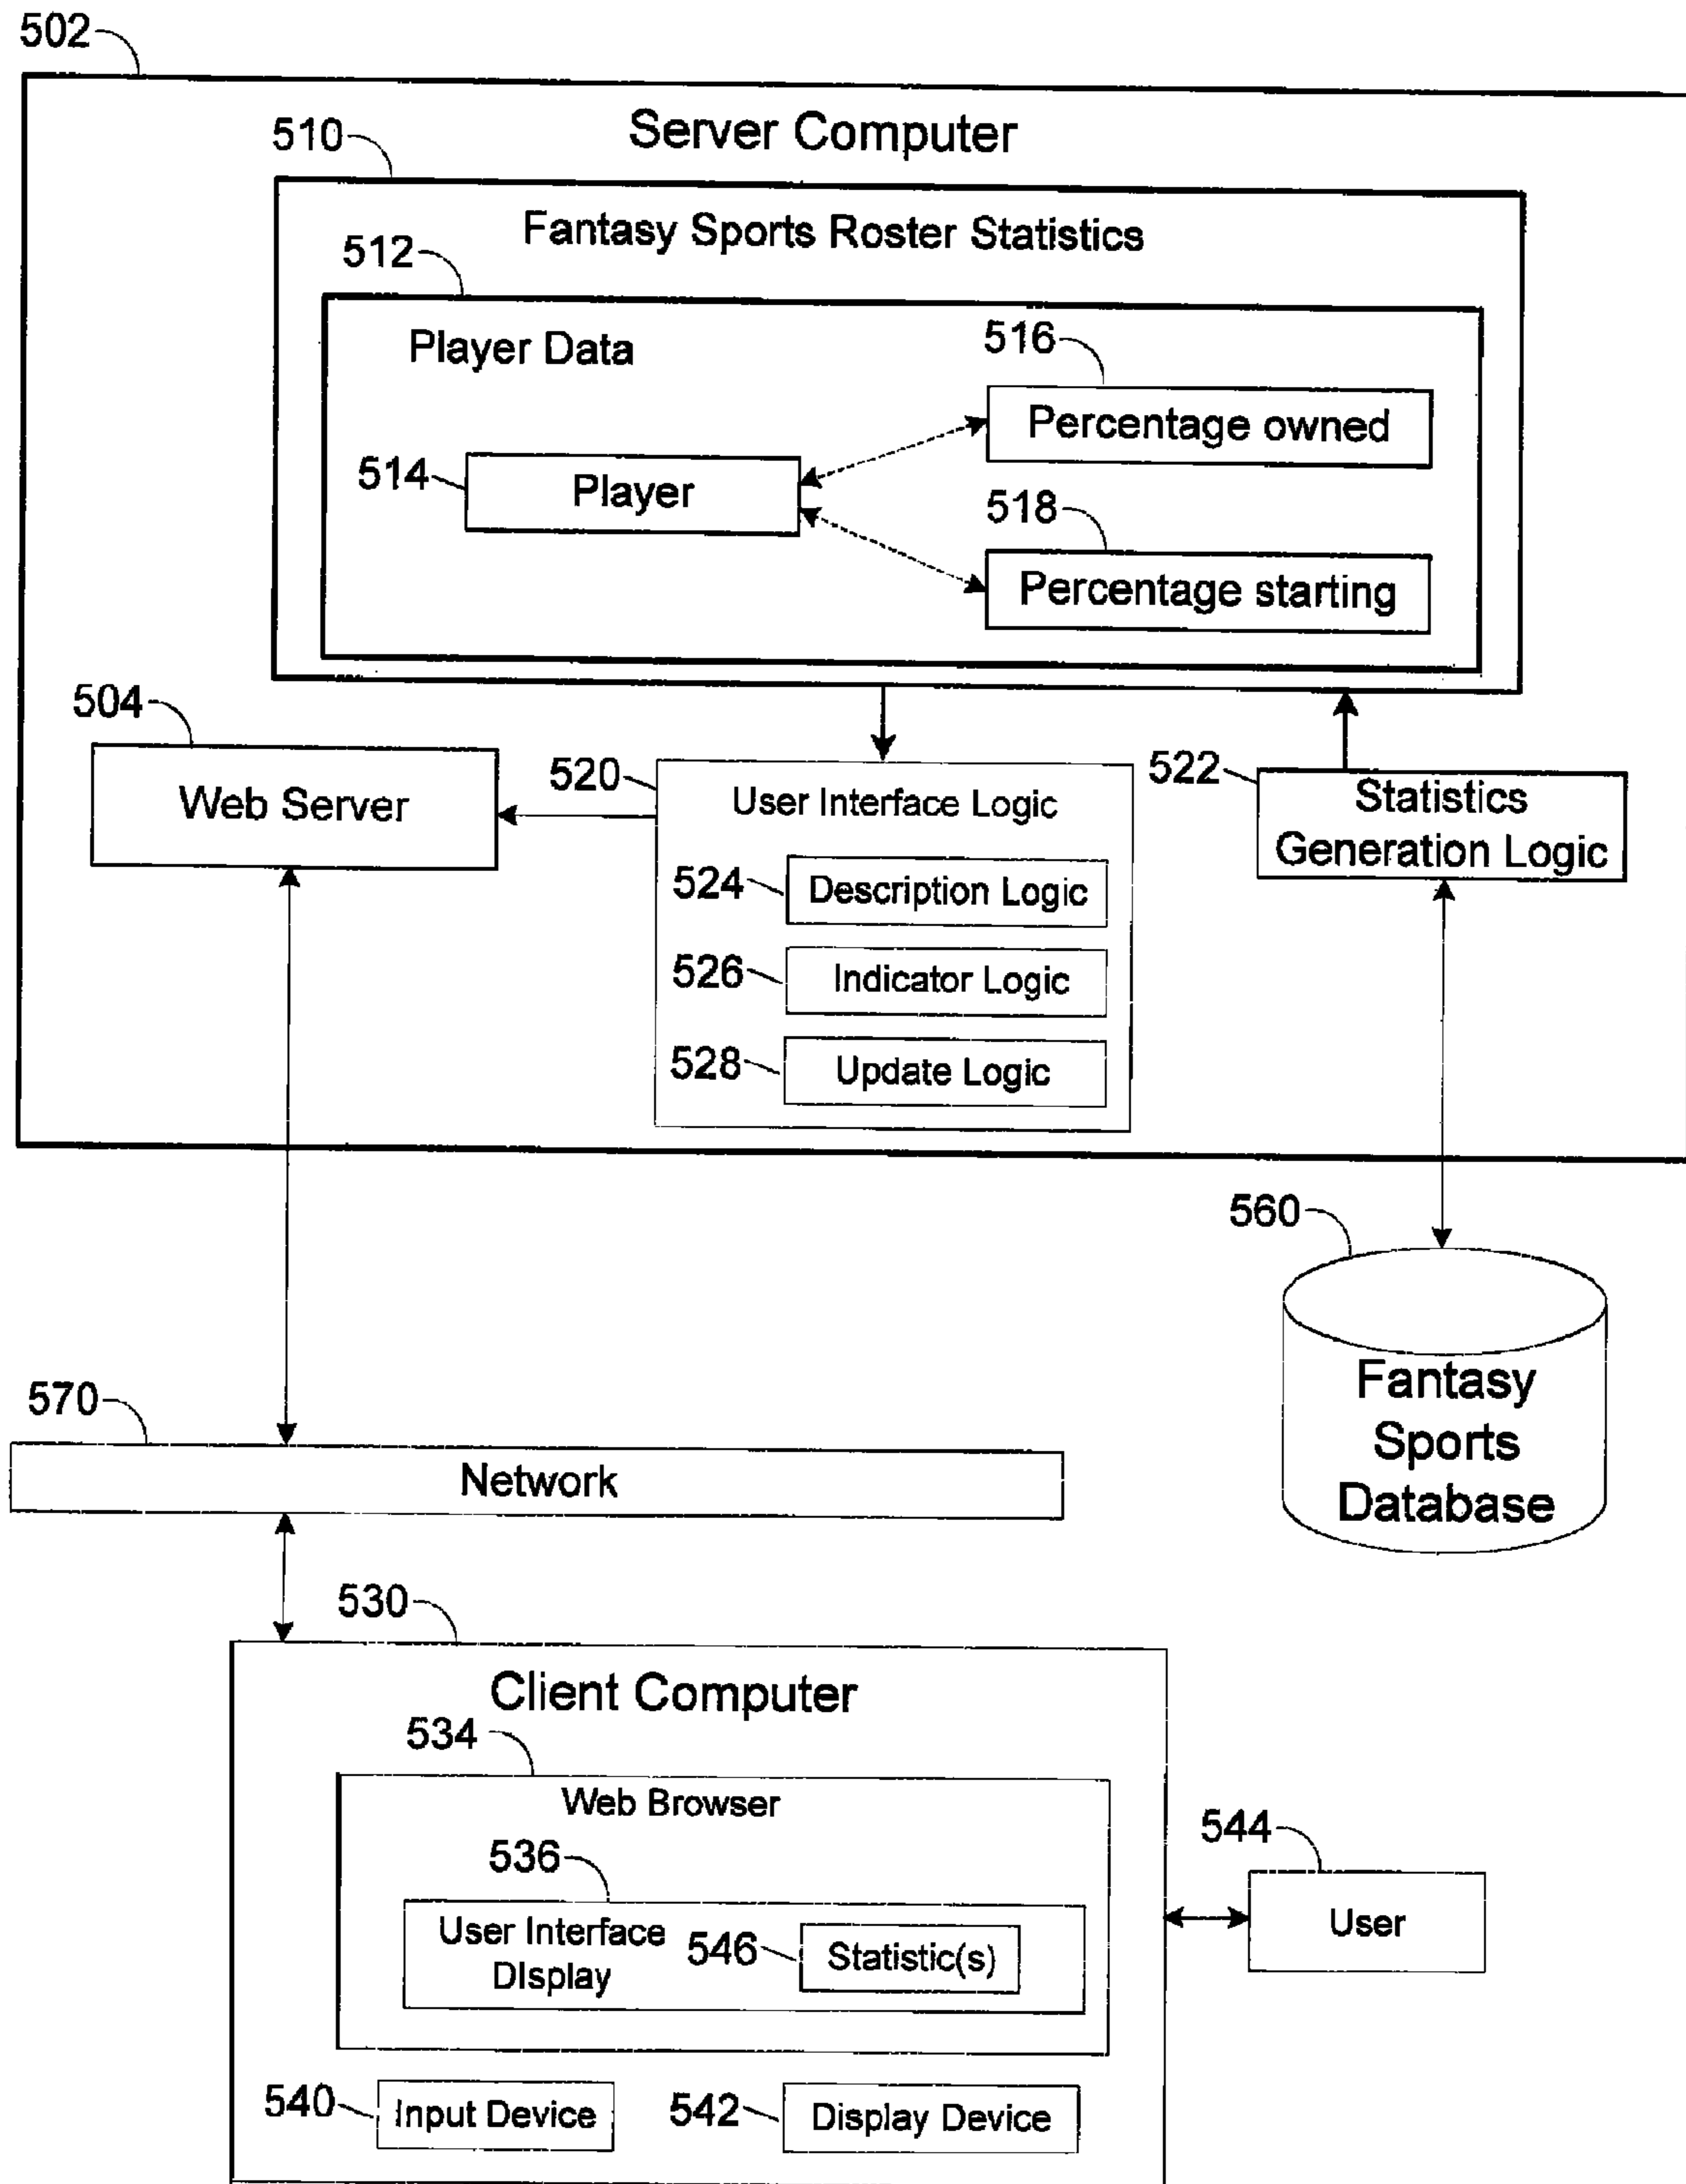 502
Server Computer
510
Fantasy Sports Roster Statistics
512
Player Data
516
Percentage owned
514
Player
518
Percentage starting
504
Web Server
520
User Interface Logic
522
Statistics
Generation Logic
524
Description Logic
526
Indicator Logic
528
Update Logic
560
Fantasy
Sports
Database
570
Network
530
Client Computer
534
Web Browser
536
User Interface
DIsplay
546
Statistic(s)
544
User
540
Input Device
542
Display Device